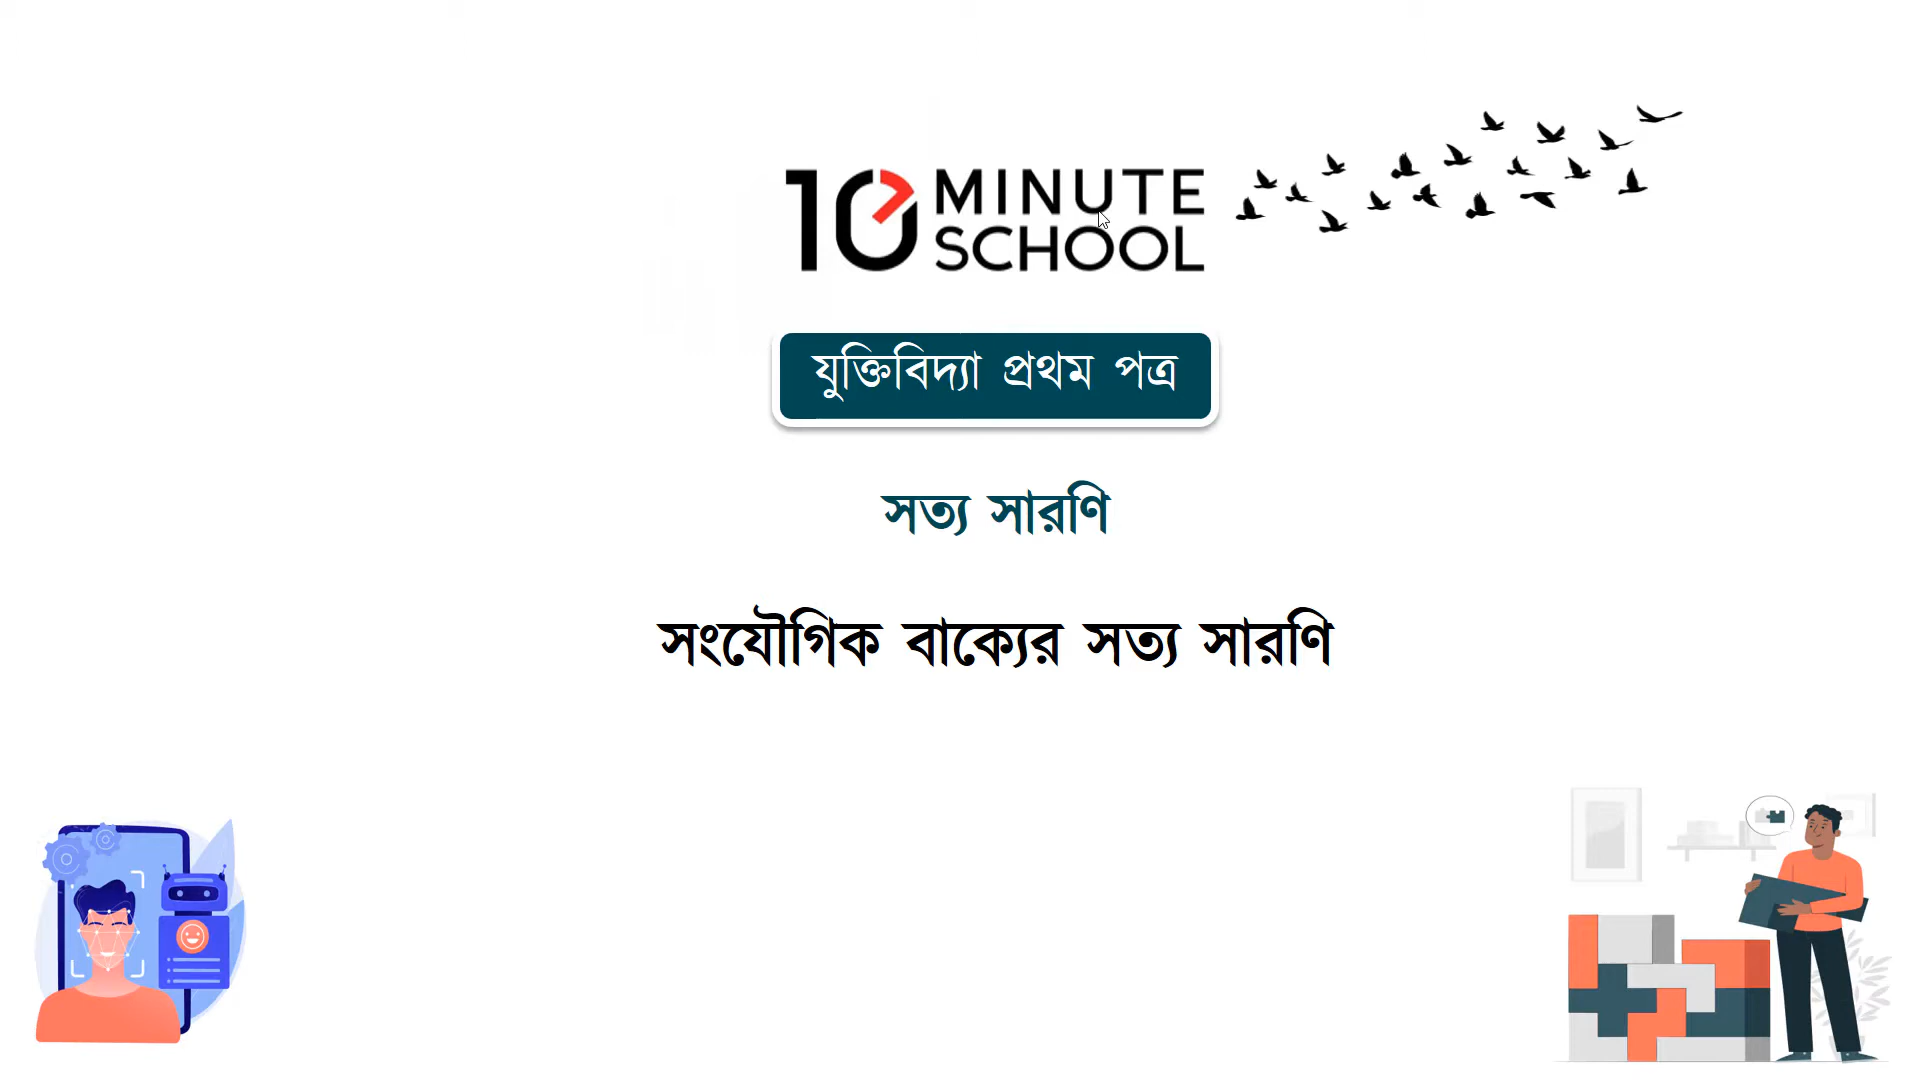 10 MINUTE
SCHOOL
যুক্তিবিদ্যা প্রথম পত্র
সত্য সারণি
সংযৌগিক বাক্যের সত্য সারণি